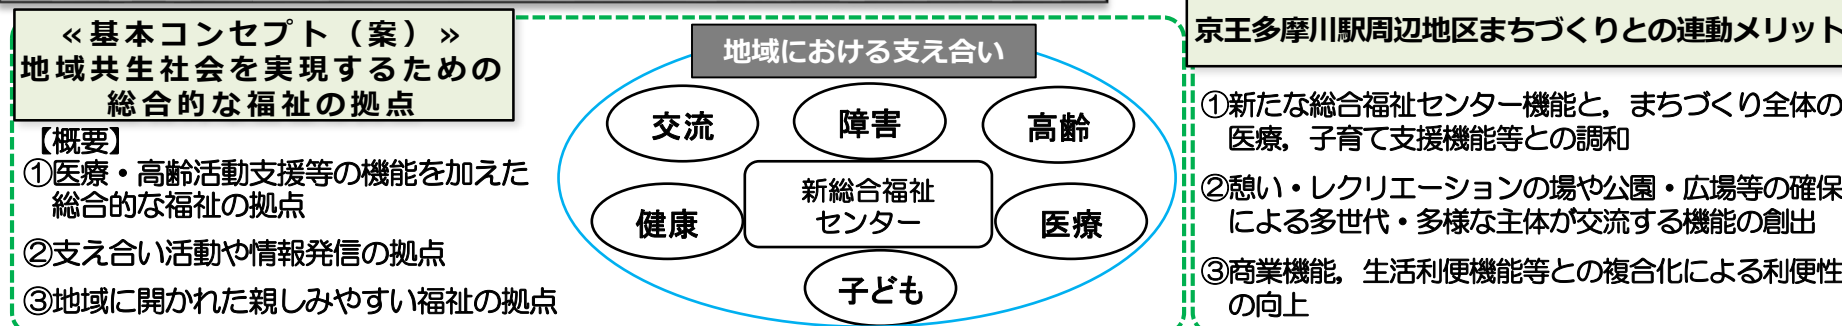 ≪基本コンセプト（案）≫
地域共生社会を実現するための
総合的な福祉の拠点
【概要】
①医療・高齢活動支援等の機能を加えた
総合的な福祉の拠点
②支え合い活動や情報発信の拠点
③地域に開かれた親しみやすい福祉の拠点
地域における支え合い
交流
障害
高齢
新総合福祉
センター
健康
医療
子ども
京王多摩川駅周辺地区まちづくりとの連動メリット
①新たな総合福祉センター機能と，まちづくり全体の
医療，子育て支援機能等との調和
②憩い・レクリエーションの場や公園・広場等の確保
による多世代・多様な主体が交流する機能の創出
③商業機能，生活利便機能等との複合化による利便性
の向上